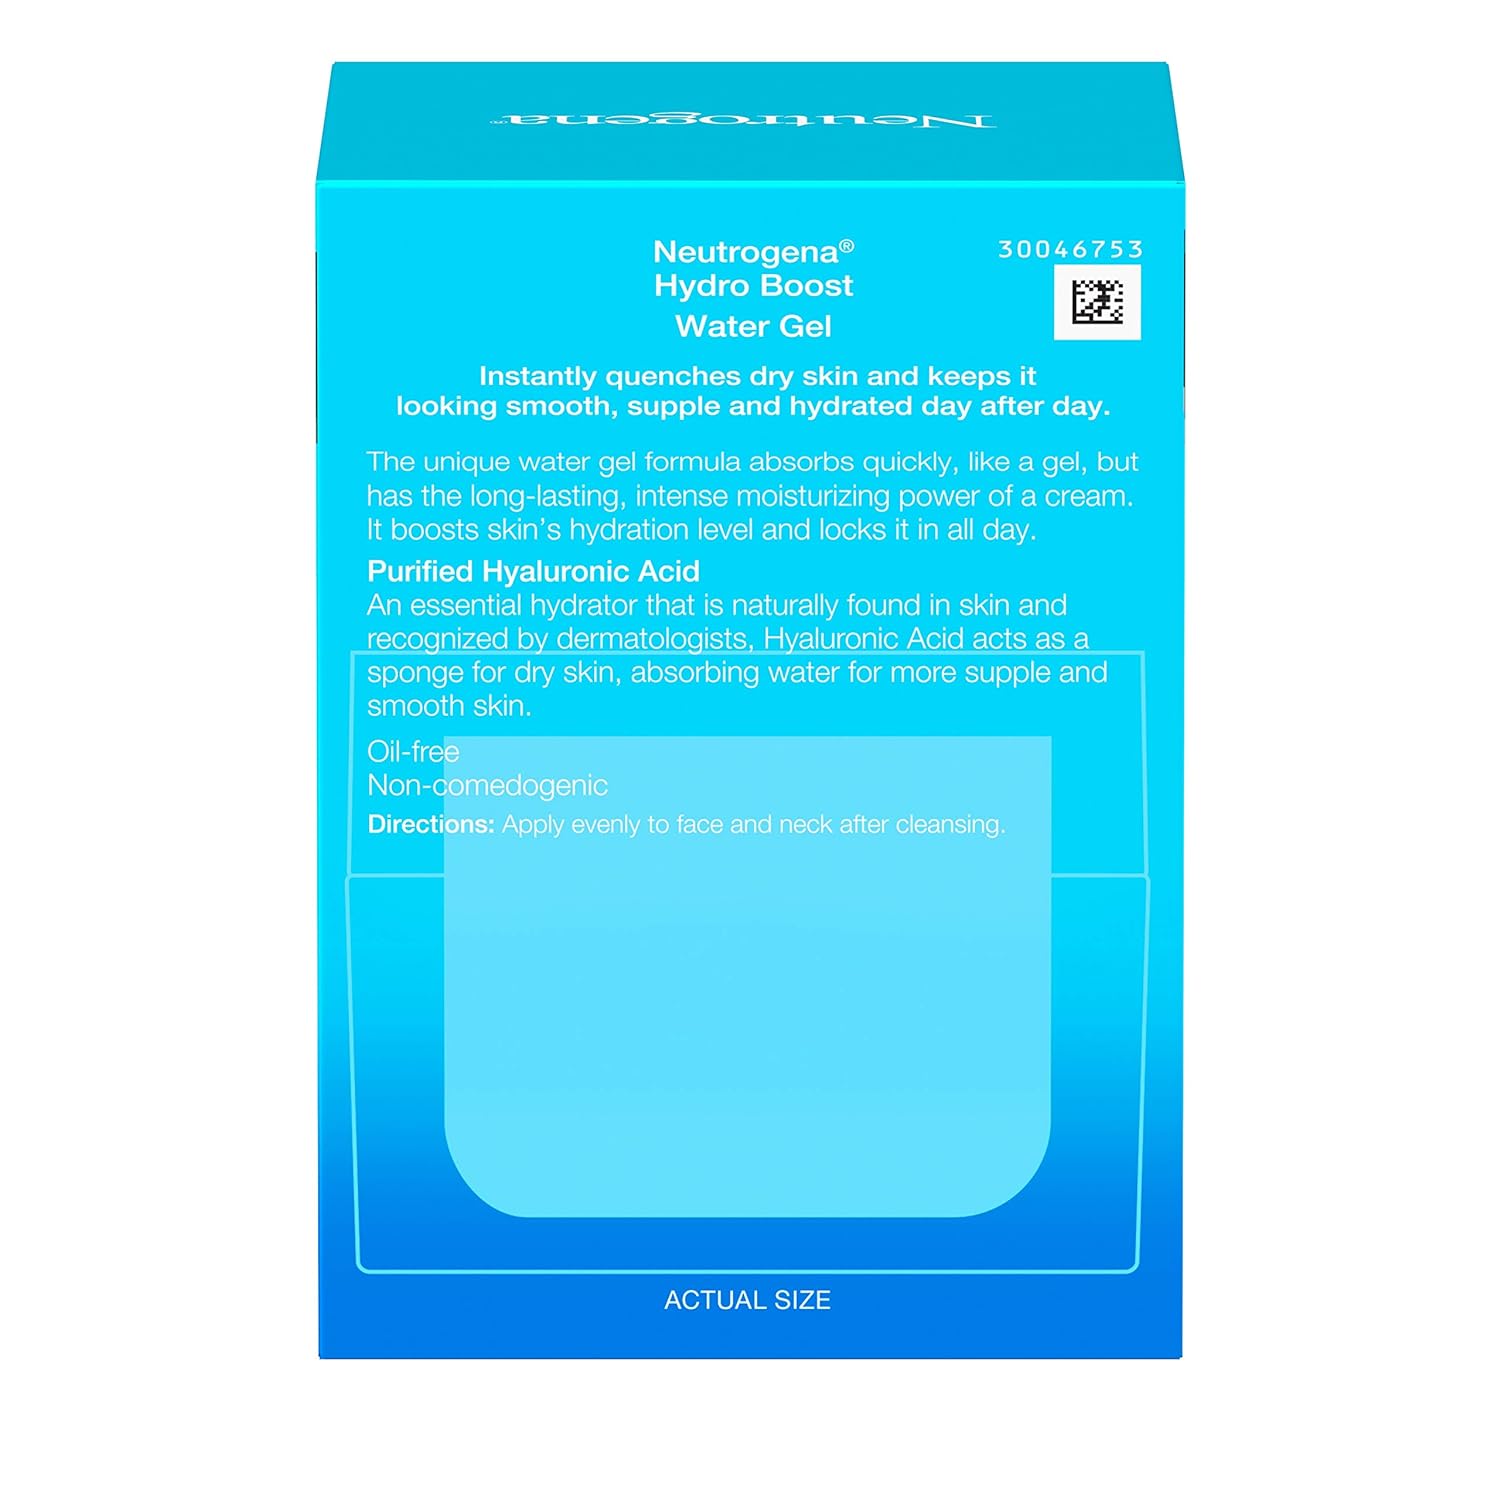 Neutrogena®
Neutrogena®
Hydro Boost
Water Gel
30046753
Instantly quenches dry skin and keeps it
looking smooth, supple and hydrated day after day.
The unique water gel formula absorbs quickly, like a gel, but
has the long-lasting, intense moisturizing power of a cream.
It boosts skin’s hydration level and locks it in all day.
Purified Hyaluronic Acid
An essential hydrator that is naturally found in skin and
recognized by dermatologists, Hyaluronic Acid acts as a
sponge for dry skin, absorbing water for more supple and
smooth skin.
Oil-free
Non-comedogenic
Directions: Apply evenly to face and neck after cleansing.
ACTUAL SIZE